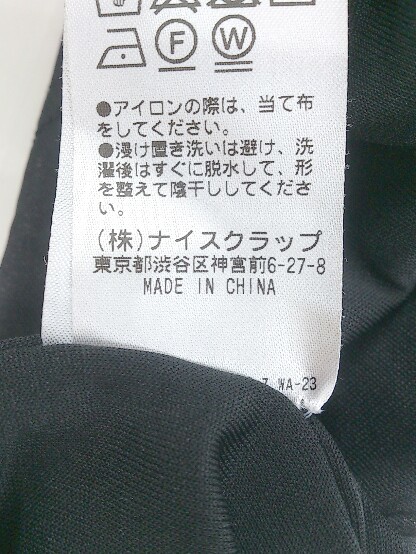 F W
●アイロンの際は、当て布
をしてください。
●浸け置き洗いは避け、洗
濯後はすぐに脱水して、形
を整えて陰干ししてくださ
い。
(株)ナイスクラップ
東京都渋谷区神宮前6-27-8
MADE IN CHINA
WA-23